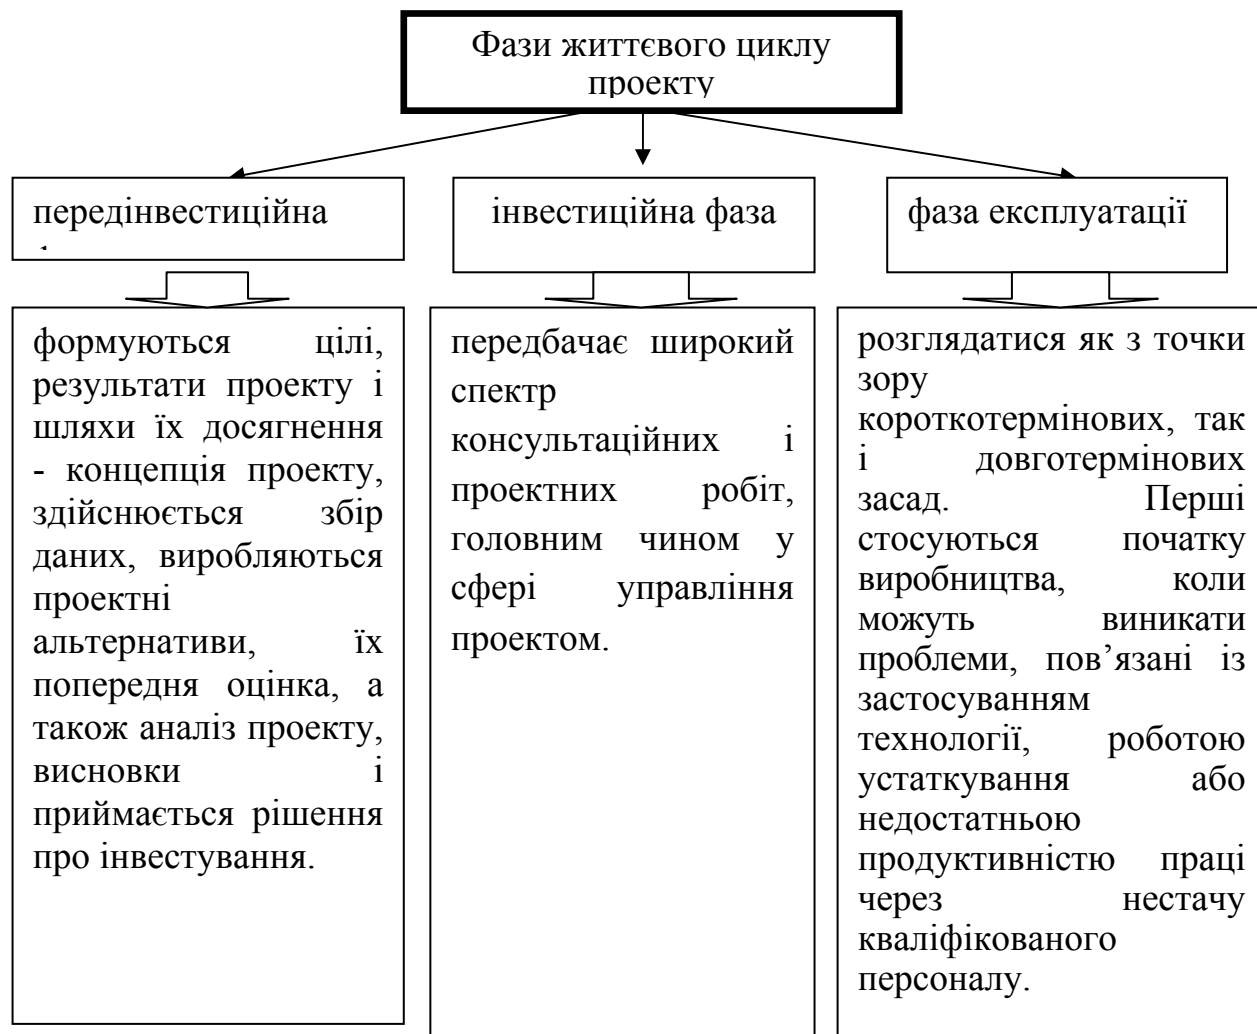 Фази життєвого циклу
проекту
передінвестиційна
інвестиційна фаза
фаза експлуатації
формуються цілі,
результати проекту і
шляхи їх досягнення
- концепція проекту,
здійснюється збір
даних, виробляються
проектні
альтернативи, їх
попередня оцінка, а
також аналіз проекту,
висновки і
приймається рішення
про інвестування.
передбачає широкий
спектр
консультаційних і
проектних робіт,
головним чином у
сфері управління
проектом.
розглядатися як з точки
зору
короткотермінових, так
і довготермінових
засад. Перші
стосуються початку
виробництва, коли
можуть виникати
проблеми, пов’язані із
застосуванням
технології, роботою
устаткування або
недостатньою
продуктивністю праці
через нестачу
кваліфікованого
персоналу.